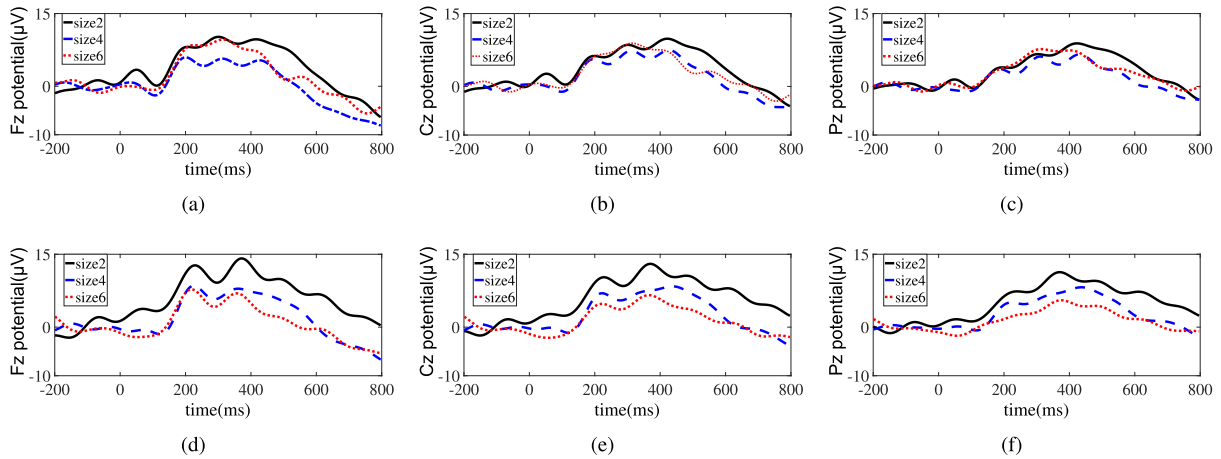 15
size2
size4
size6
0
-10
Fz potential(μV)
-200 0 200 400 600 800
time(ms)
(a)
15
size2
size4
size6
0
-10
Cz potential(μV)
-200 0 200 400 600 800
time(ms)
(b)
15
size2
size4
size6
0
-10
Pz potential(μV)
-200 0 200 400 600 800
time(ms)
(c)
15
size2
size4
size6
0
-10
Fz potential(μV)
-200 0 200 400 600 800
time(ms)
(d)
15
size2
size4
size6
0
-10
Cz potential(μV)
-200 0 200 400 600 800
time(ms)
(e)
15
size2
size4
size6
0
-10
Pz potential(μV)
-200 0 200 400 600 800
time(ms)
(f)